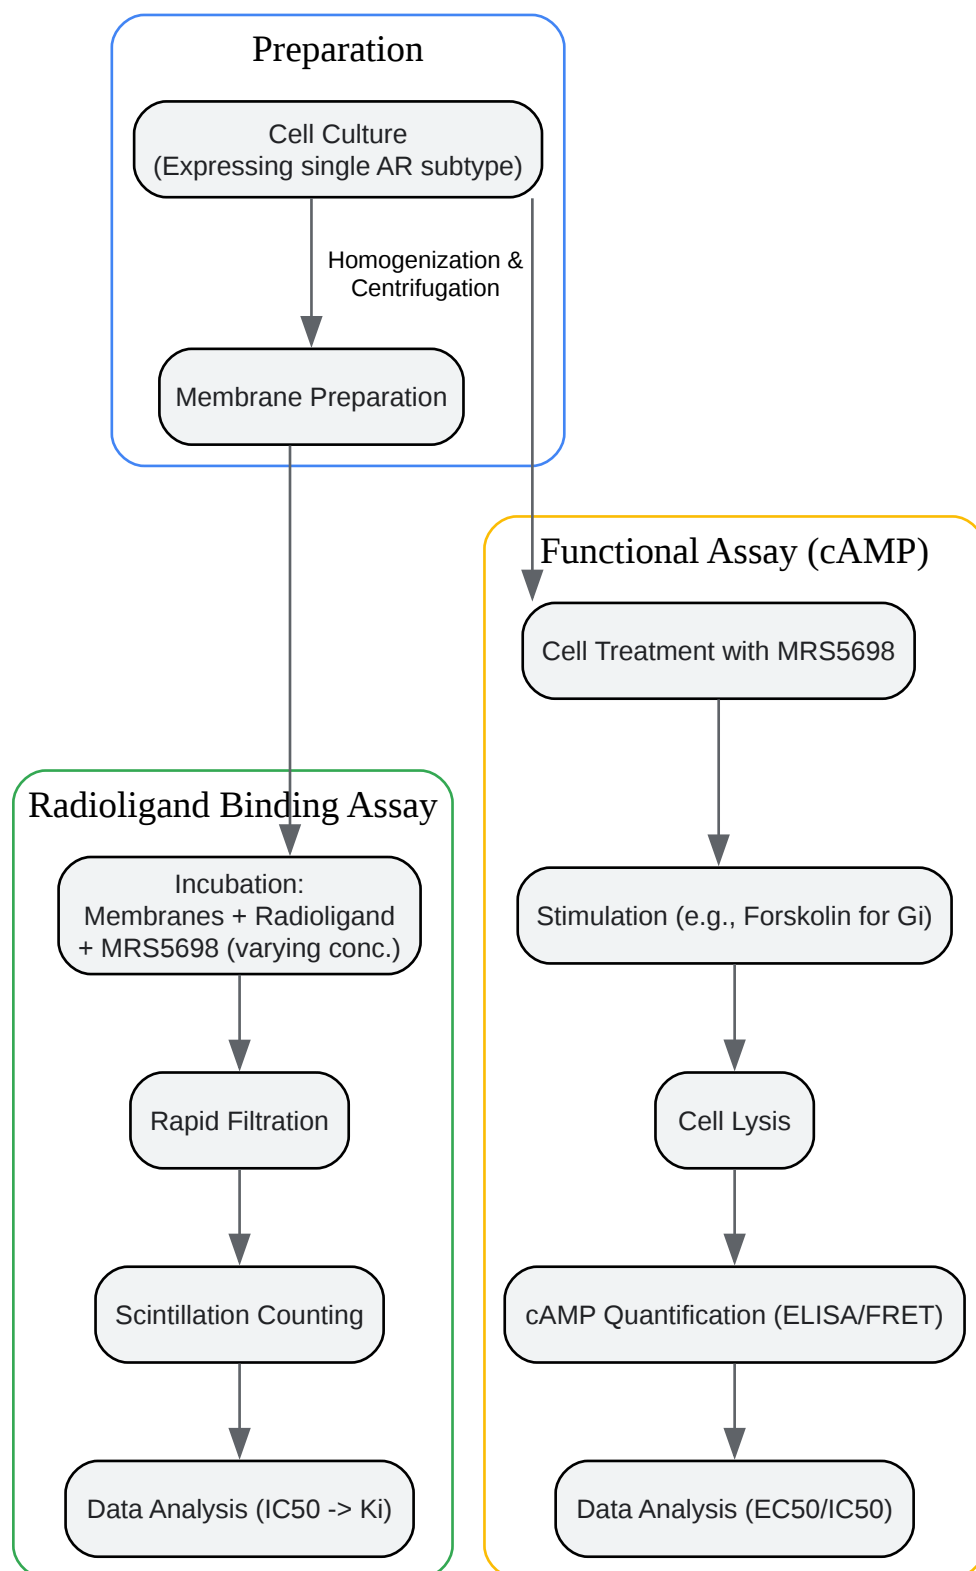 Preparation
Cell Culture
(Expressing single AR subtype)
Homogenization &
Centrifugation
Membrane Preparation
Functional Assay (cAMP)
Cell Treatment with MRS5698
Radioligand Binding Assay
Incubation:
Membranes + Radioligand
+ MRS5698 (varying conc.)
Stimulation (e.g., Forskolin for Gi)
Rapid Filtration
Cell Lysis
Scintillation Counting
cAMP Quantification (ELISA/FRET)
Data Analysis (IC50 -> Ki)
Data Analysis (EC50/IC50)